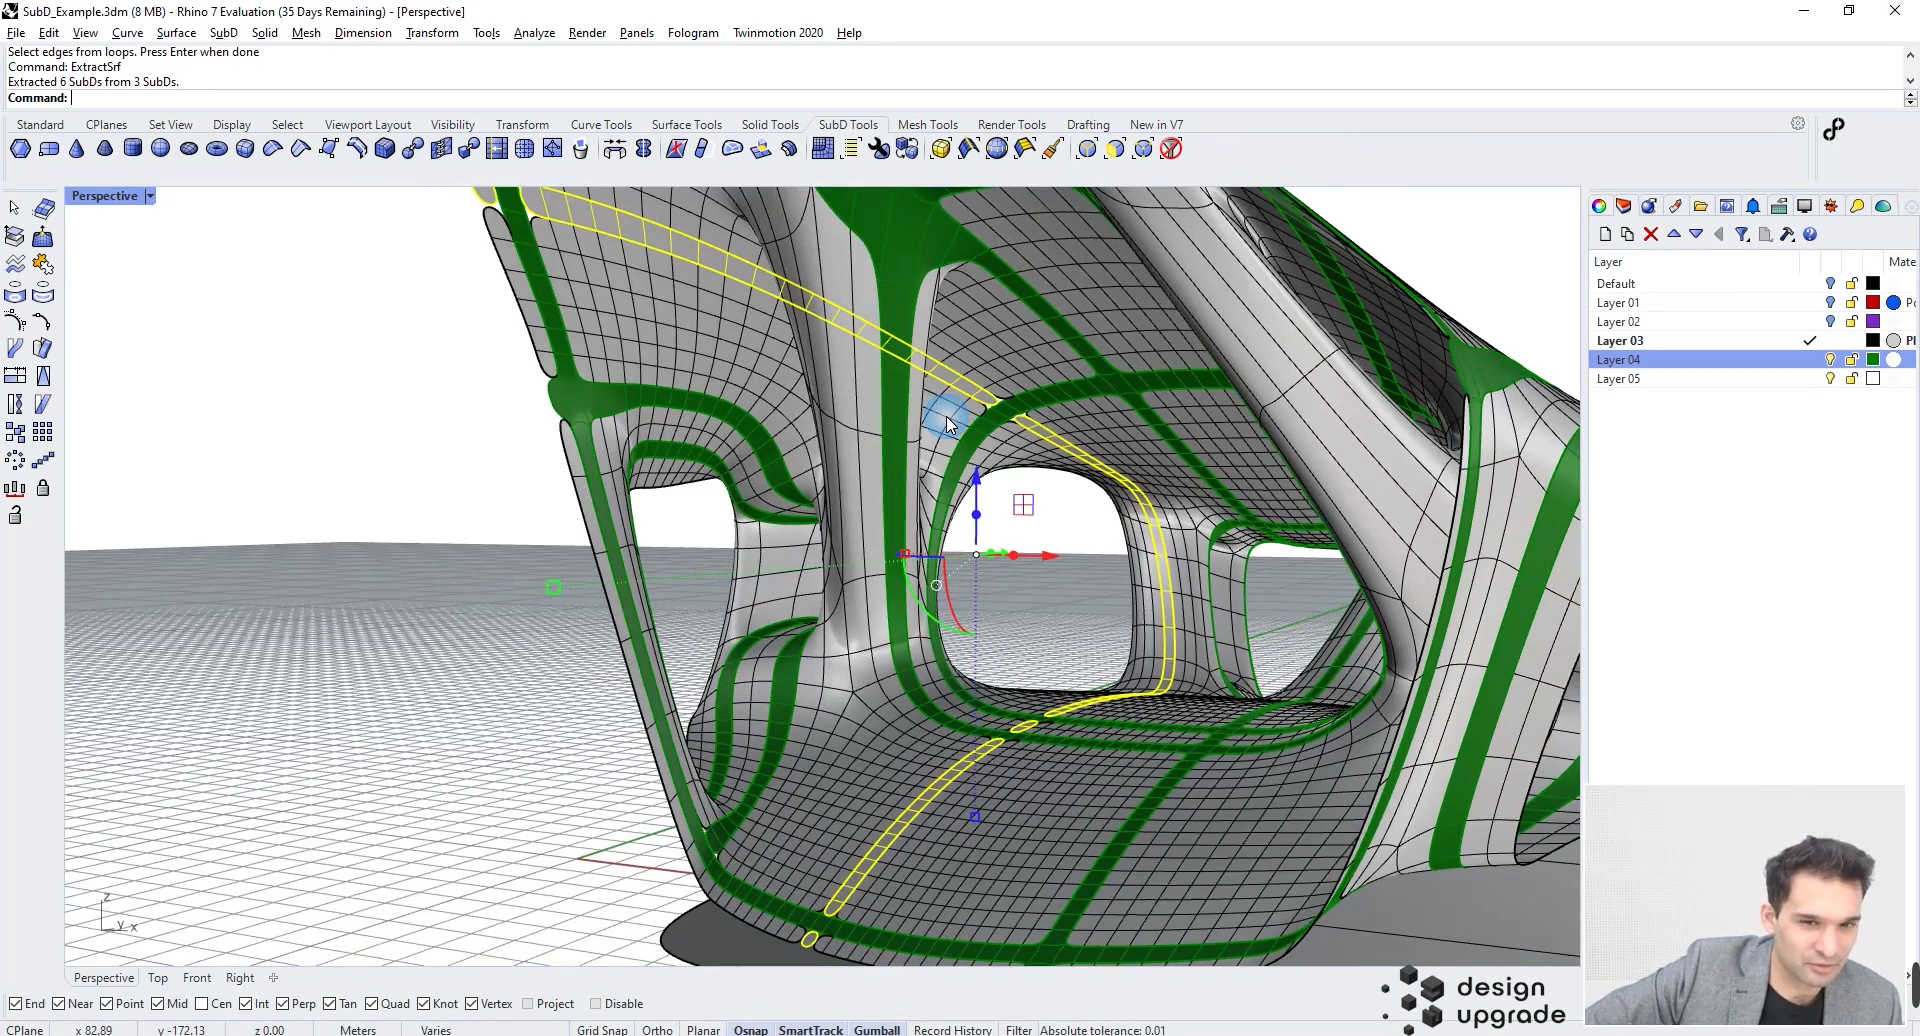 SubD_Example.3dm (8 MB) - Rhino 7 Evaluation (35 Days Remaining) - [Perspective]
File Edit View Curve Surface SubD Solid Mesh Dimension Transform Tools Analyze Render Panels Fologram Twinmotion 2020 Help
Select edges from loops. Press Enter when done
Command: ExtractSrf
Extracted 6 SubDs from 3 SubDs.
Command:
Standard CPlanes Set View Display Select Viewport Layout Visibility Transform Curve Tools Surface Tools Solid Tools SubD Tools Mesh Tools Render Tools Drafting New in V7
Perspective
Layer Mate
Default
Layer 01 Po
Layer 02
Layer 03 Pl
Layer 04
Layer 05
z
y x
Perspective Top Front Right
End Near Point Mid Cen Int Perp Tan Quad Knot Vertex Project Disable
design
upgrade
CPlane x 82.89 y -172.13 z 0.00 Meters Varies Grid Snap Ortho Planar Osnap SmartTrack Gumball Record History Filter Absolute tolerance: 0.01